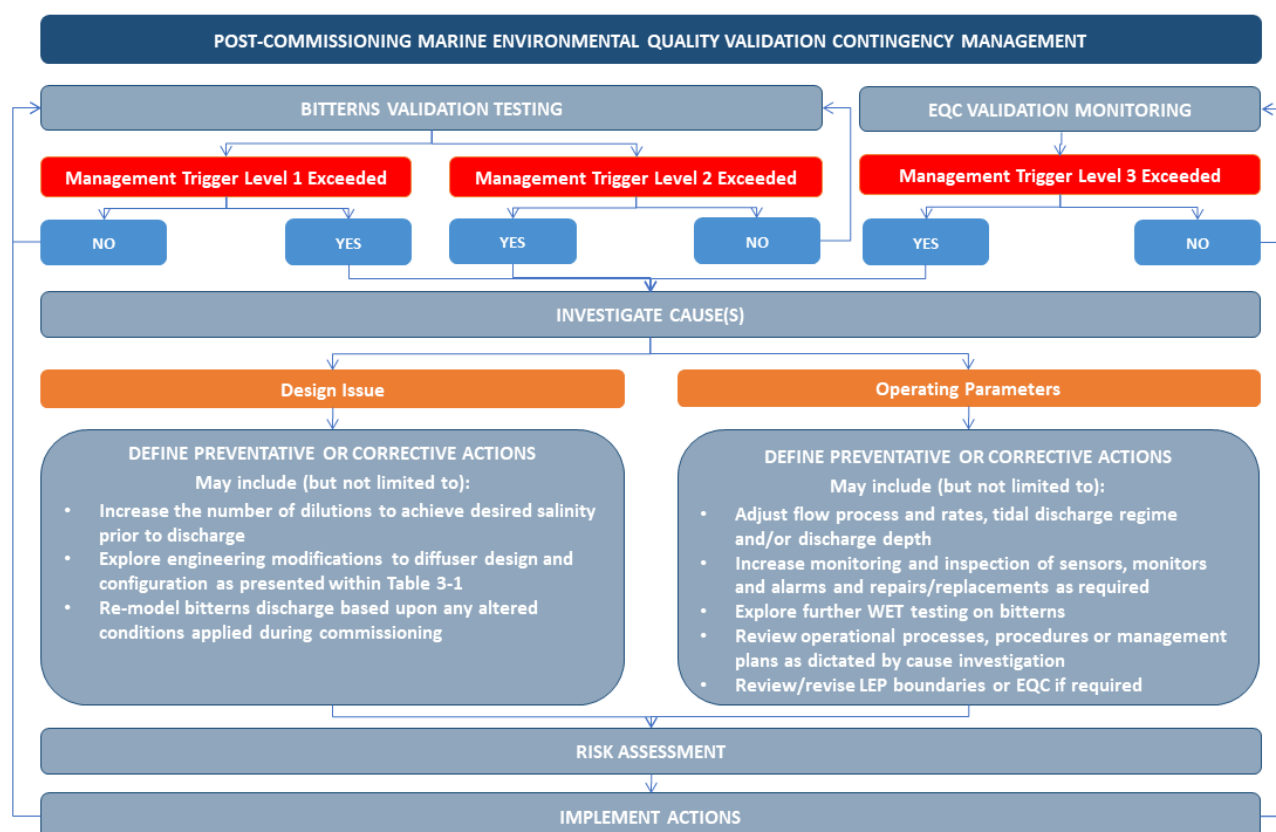 POST-COMMISSIONING MARINE ENVIRONMENTAL QUALITY VALIDATION CONTINGENCY MANAGEMENT
BITTERNS VALIDATION TESTING
EQC VALIDATION MONITORING
Management Trigger Level 1 Exceeded
Management Trigger Level 2 Exceeded
Management Trigger Level 3 Exceeded
NO
YES
YES
NO
YES
NO
INVESTIGATE CAUSE(S)
Design Issue
Operating Parameters
DEFINE PREVENTATIVE OR CORRECTIVE ACTIONS
May include (but not limited to):
• Increase the number of dilutions to achieve desired salinity
prior to discharge
• Explore engineering modifications to diffuser design and
configuration as presented within Table 3-1
• Re-model bitterns discharge based upon any altered
conditions applied during commissioning
DEFINE PREVENTATIVE OR CORRECTIVE ACTIONS
May include (but not limited to):
• Adjust flow process and rates, tidal discharge regime
and/or discharge depth
• Increase monitoring and inspection of sensors, monitors
and alarms and repairs/replacements as required
• Explore further WET testing on bitterns
• Review operational processes, procedures or management
plans as dictated by cause investigation
• Review/revise LEP boundaries or EQC if required
RISK ASSESSMENT
IMPLEMENT ACTIONS